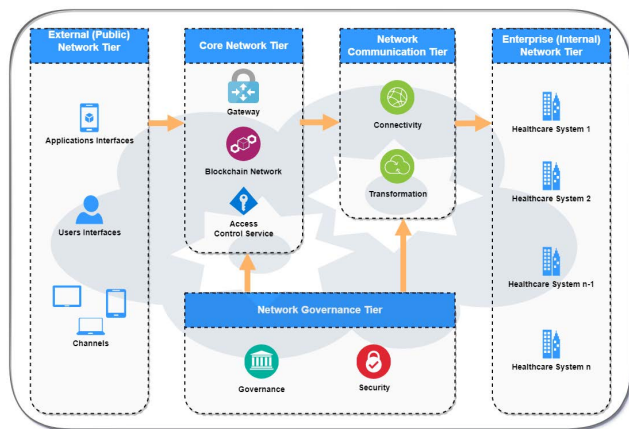 External (Public)
Network Tier
Applications Interfaces
Users Interfaces
Channels
Core Network Tier
Gateway
Blockchain Network
Access
Control Service
Network
Communication Tier
Connectivity
Transformation
Enterprise (Internal)
Network Tier
Healthcare System 1
Healthcare System 2
Healthcare System n-1
Healthcare System n
Network Governance Tier
Governance
Security